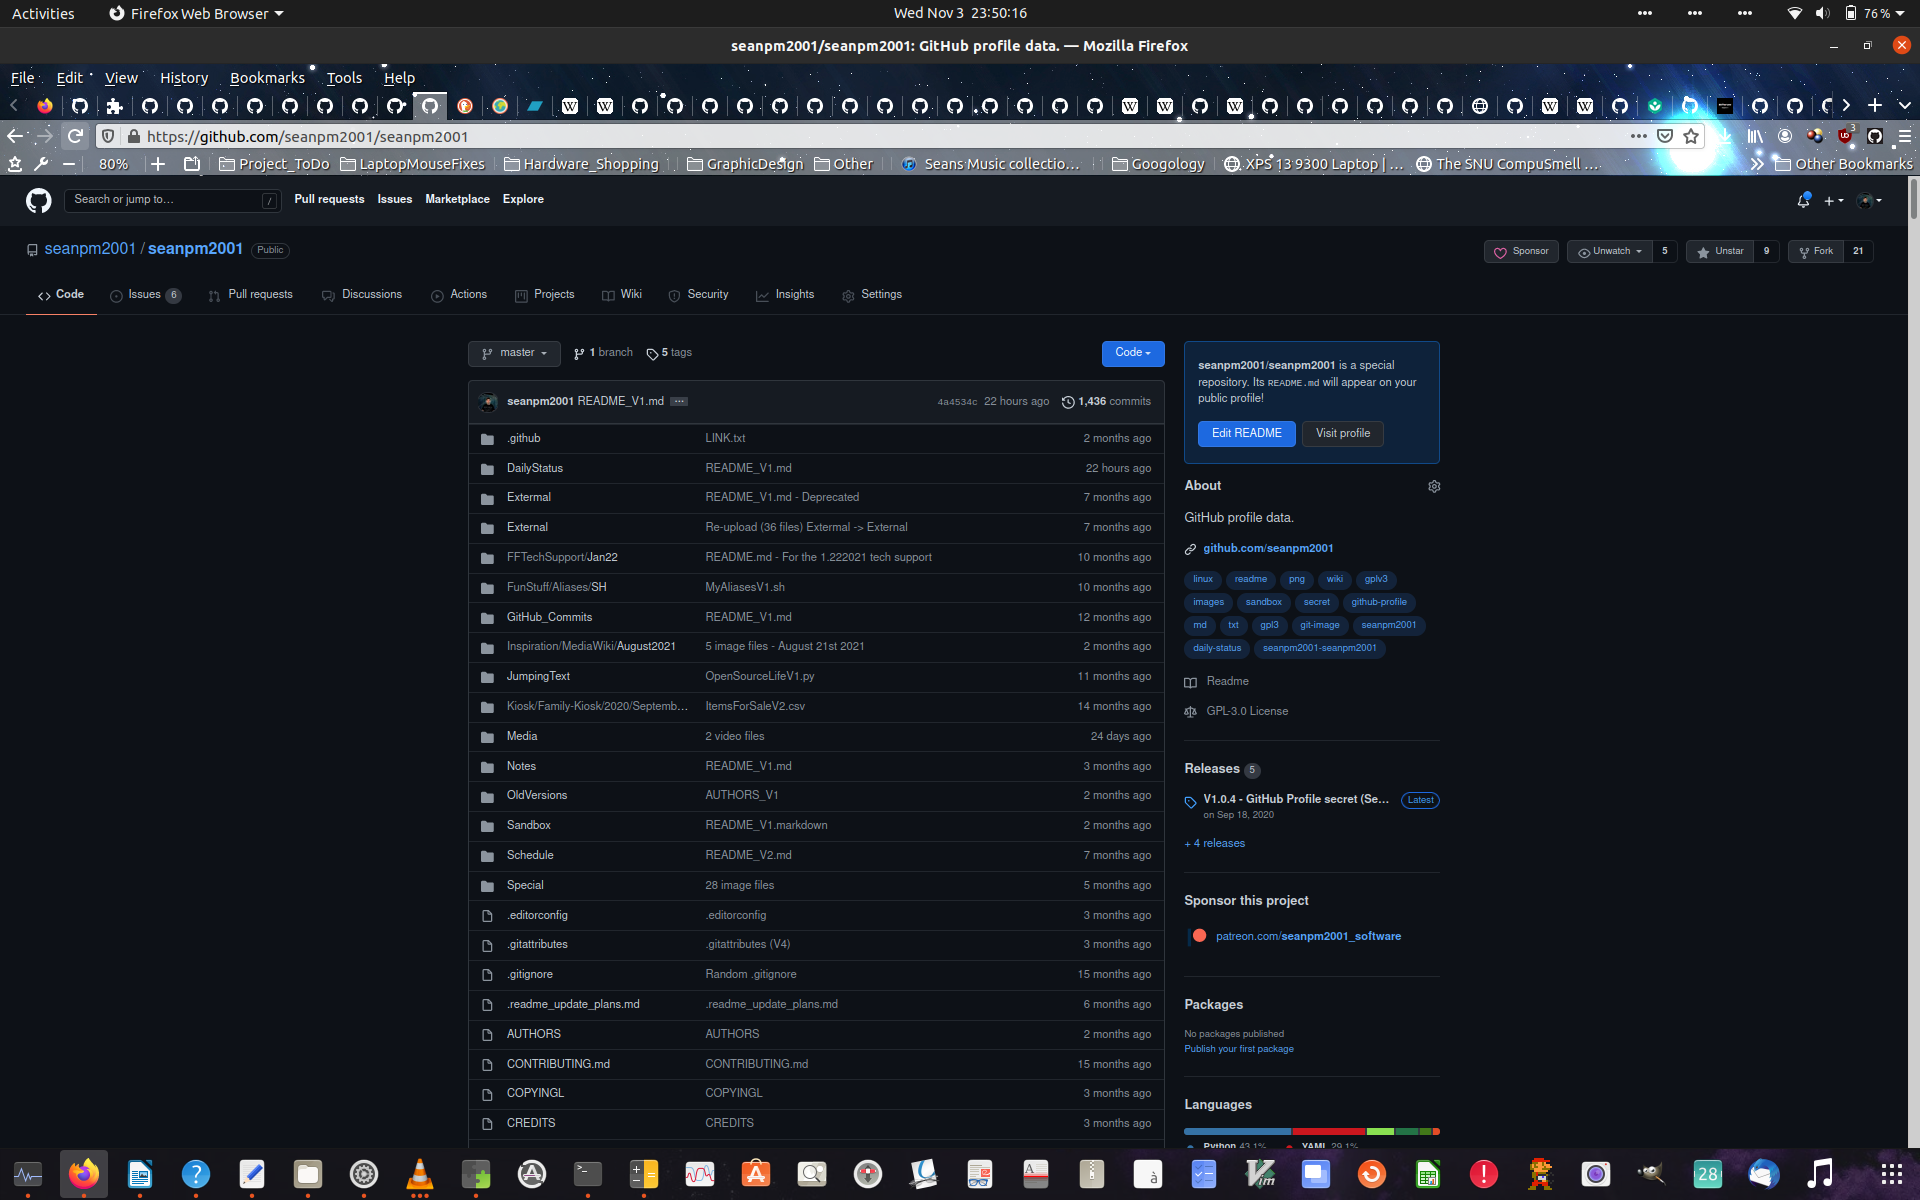 Activities Firefox Web Browser Wed Nov 3 23:50:16 76 %
seanpm2001/seanpm2001: GitHub profile data. — Mozilla Firefox
File Edit View History Bookmarks Tools Help
https://github.com/seanpm2001/seanpm2001 3
80% Project_ToDo LaptopMouseFixes Hardware_Shopping GraphicDesign Other Seans Music collectio… Googology XPS 13 9300 Laptop | … The SNU CompuSmell … Other Bookmarks
Search or jump to… / Pull requests Issues Marketplace Explore
seanpm2001 / seanpm2001 Public Sponsor Unwatch 5 Unstar 9 Fork 21
Code Issues 6 Pull requests Discussions Actions Projects Wiki Security Insights Settings
master 1 branch 5 tags Code
seanpm2001 README_V1.md ... 4a4534c 22 hours ago 1,436 commits
.github LINK.txt 2 months ago
DailyStatus README_V1.md 22 hours ago
Extermal README_V1.md - Deprecated 7 months ago
External Re-upload (36 files) Extermal -> External 7 months ago
FFTechSupport/Jan22 README.md - For the 1.222021 tech support 10 months ago
FunStuff/Aliases/SH MyAliasesV1.sh 10 months ago
GitHub_Commits README_V1.md 12 months ago
Inspiration/MediaWiki/August2021 5 image files - August 21st 2021 2 months ago
JumpingText OpenSourceLifeV1.py 11 months ago
Kiosk/Family-Kiosk/2020/Septemb… ItemsForSaleV2.csv 14 months ago
Media 2 video files 24 days ago
Notes README_V1.md 3 months ago
OldVersions AUTHORS_V1 2 months ago
Sandbox README_V1.markdown 2 months ago
Schedule README_V2.md 7 months ago
Special 28 image files 5 months ago
.editorconfig .editorconfig 3 months ago
.gitattributes .gitattributes (V4) 3 months ago
.gitignore Random .gitignore 15 months ago
.readme_update_plans.md .readme_update_plans.md 6 months ago
AUTHORS AUTHORS 2 months ago
CONTRIBUTING.md CONTRIBUTING.md 15 months ago
COPYINGL COPYINGL 3 months ago
CREDITS CREDITS 3 months ago
seanpm2001/seanpm2001 is a special
repository. Its README.md will appear on your
public profile!
Edit README Visit profile
About
GitHub profile data.
github.com/seanpm2001
linux readme png wiki gplv3
images sandbox secret github-profile
md txt gpl3 git-image seanpm2001
daily-status seanpm2001-seanpm2001
Readme
GPL-3.0 License
Releases 5
V1.0.4 - GitHub Profile secret (Se… Latest
on Sep 18, 2020
+ 4 releases
Sponsor this project
patreon.com/seanpm2001_software
Packages
No packages published
Publish your first package
Languages
Python 43.1% YAML 29.1%
Vim 28